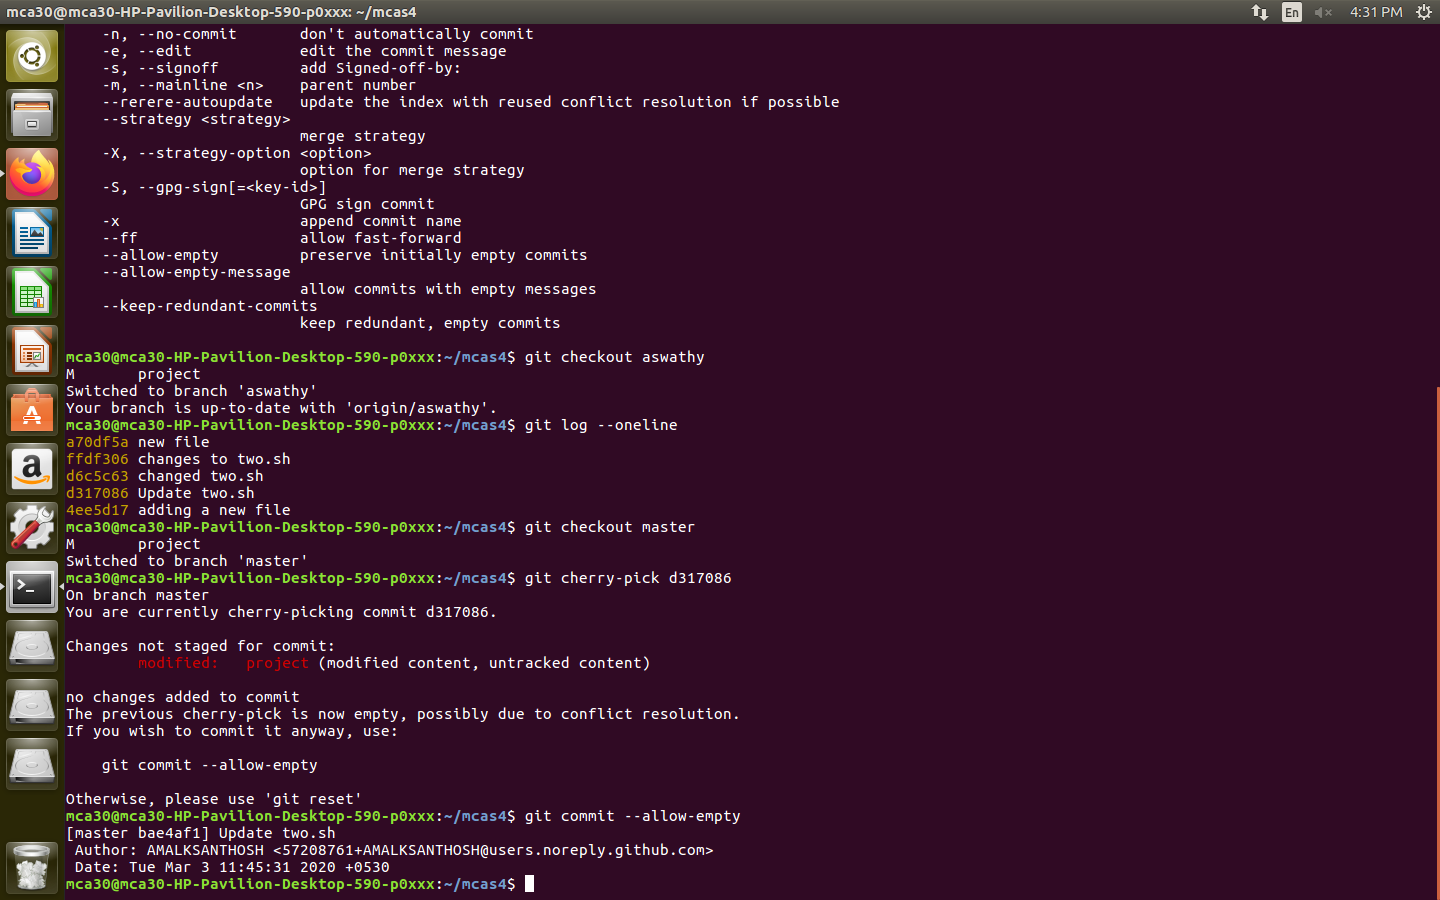 mca30@mca30-HP-Pavilion-Desktop-590-p0xxx: ~/mcas4
En
4:31 PM
-n, --no-commit       don't automatically commit
-e, --edit            edit the commit message
-s, --signoff         add Signed-off-by:
-m, --mainline <n>    parent number
--rerere-autoupdate   update the index with reused conflict resolution if possible
--strategy <strategy>
merge strategy
-X, --strategy-option <option>
option for merge strategy
-S, --gpg-sign[=<key-id>]
GPG sign commit
-x                    append commit name
--ff                  allow fast-forward
--allow-empty         preserve initially empty commits
--allow-empty-message
allow commits with empty messages
--keep-redundant-commits
keep redundant, empty commits
mca30@mca30-HP-Pavilion-Desktop-590-p0xxx:~/mcas4$ git checkout aswathy
M       project
Switched to branch 'aswathy'
Your branch is up-to-date with 'origin/aswathy'.
mca30@mca30-HP-Pavilion-Desktop-590-p0xxx:~/mcas4$ git log --oneline
a70df5a new file
ffdf306 changes to two.sh
d6c5c63 changed two.sh
d317086 Update two.sh
4ee5d17 adding a new file
mca30@mca30-HP-Pavilion-Desktop-590-p0xxx:~/mcas4$ git checkout master
M       project
Switched to branch 'master'
mca30@mca30-HP-Pavilion-Desktop-590-p0xxx:~/mcas4$ git cherry-pick d317086
On branch master
You are currently cherry-picking commit d317086.
Changes not staged for commit:
modified:   project (modified content, untracked content)
no changes added to commit
The previous cherry-pick is now empty, possibly due to conflict resolution.
If you wish to commit it anyway, use:
git commit --allow-empty
Otherwise, please use 'git reset'
mca30@mca30-HP-Pavilion-Desktop-590-p0xxx:~/mcas4$ git commit --allow-empty
[master bae4af1] Update two.sh
Author: AMALKSANTHOSH <57208761+AMALKSANTHOSH@users.noreply.github.com>
Date: Tue Mar 3 11:45:31 2020 +0530
mca30@mca30-HP-Pavilion-Desktop-590-p0xxx:~/mcas4$